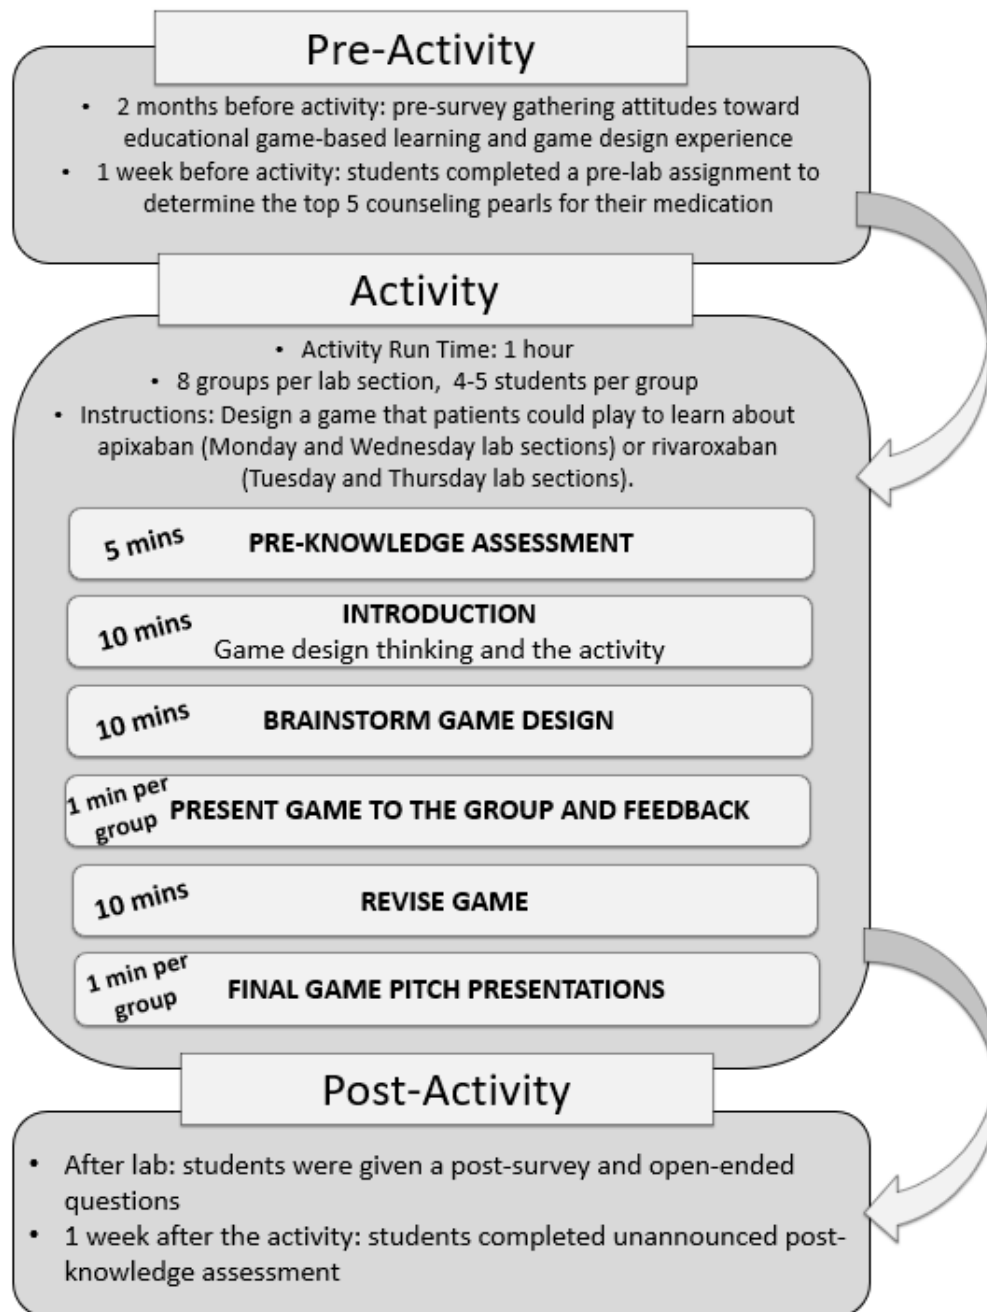 Pre-Activity
• 2 months before activity: pre-survey gathering attitudes toward
educational game-based learning and game design experience
• 1 week before activity: students completed a pre-lab assignment to
determine the top 5 counseling pearls for their medication
Activity
• Activity Run Time: 1 hour
• 8 groups per lab section, 4-5 students per group
• Instructions: Design a game that patients could play to learn about
apixaban (Monday and Wednesday lab sections) or rivaroxaban
(Tuesday and Thursday lab sections).
5 mins
PRE-KNOWLEDGE ASSESSMENT
10 mins
INTRODUCTION
Game design thinking and the activity
10 mins
BRAINSTORM GAME DESIGN
1 min per
group
PRESENT GAME TO THE GROUP AND FEEDBACK
10 mins
REVISE GAME
1 min per
group
FINAL GAME PITCH PRESENTATIONS
Post-Activity
• After lab: students were given a post-survey and open-ended
questions
• 1 week after the activity: students completed unannounced post-
knowledge assessment